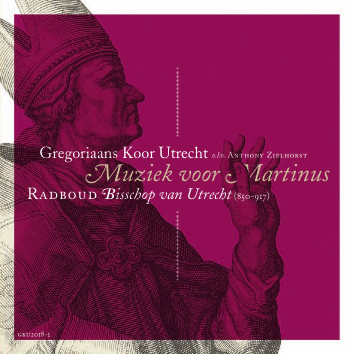 Gregoriaans Koor Utrecht o.l.v. Anthony Zielhorst
Muziek voor Martinus
Radboud Bisschop van Utrecht (850-917)
GKU2018-1